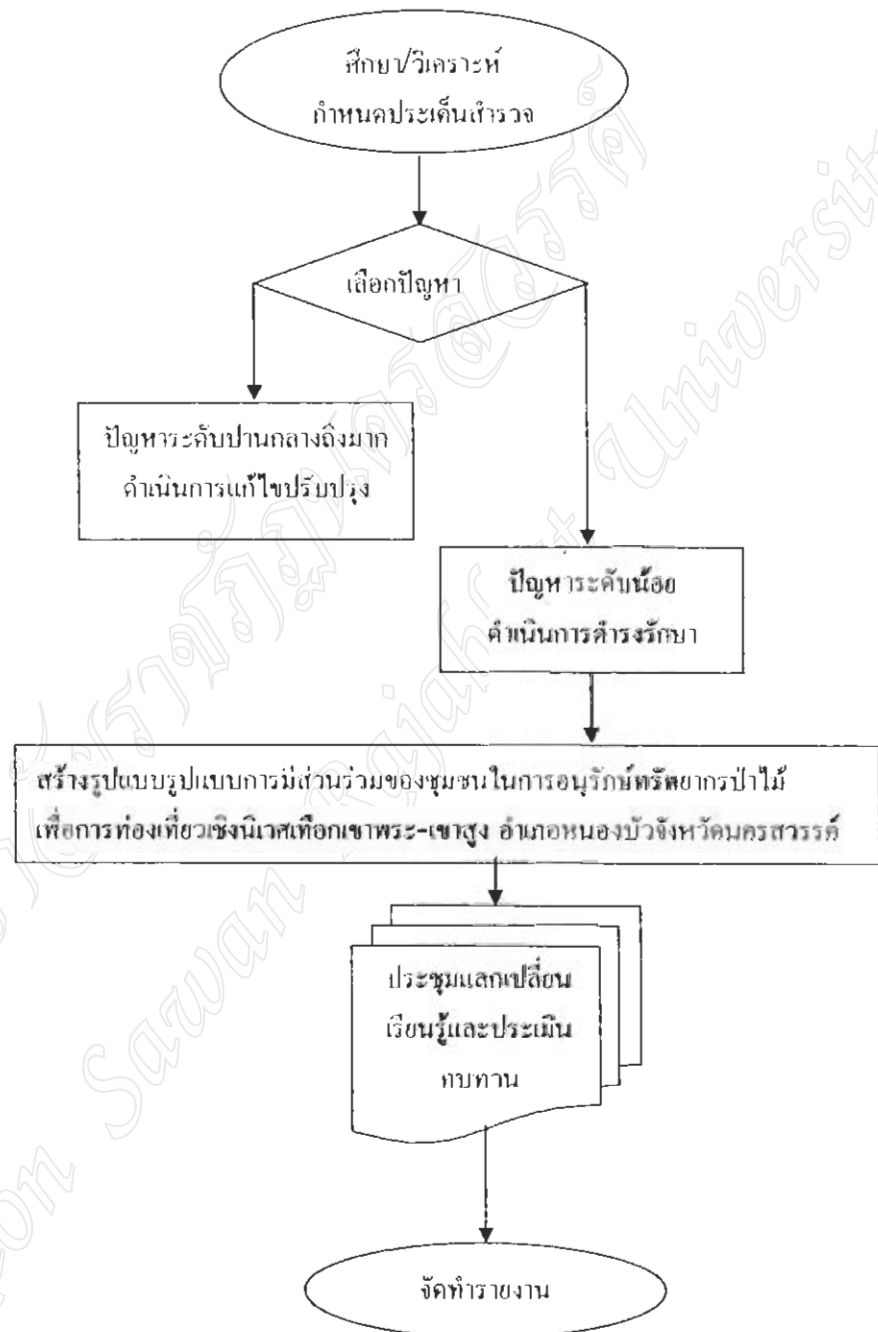 ศึกษา/วิเคราะห์
กำหนดประเด็นสำรวจ
เลือกปัญหา
ปัญหาระดับปานกลางถึงมาก
ดำเนินการแก้ไขปรับปรุง
ปัญหาระดับน้อย
ดำเนินการดำรงรักษา
สร้างรูปแบบรูปแบบการมีส่วนร่วมของชุมชนในการอนุรักษ์ทรัพยากรป่าไม้
เพื่อการท่องเที่ยวเชิงนิเวศเทือกเขาพระ-เขาสูง อำเภอหนองบัวจังหวัดนครสวรรค์
ประชุมแลกเปลี่ยน
เรียนรู้และประเมิน
ทบทวน
จัดทำรายงาน